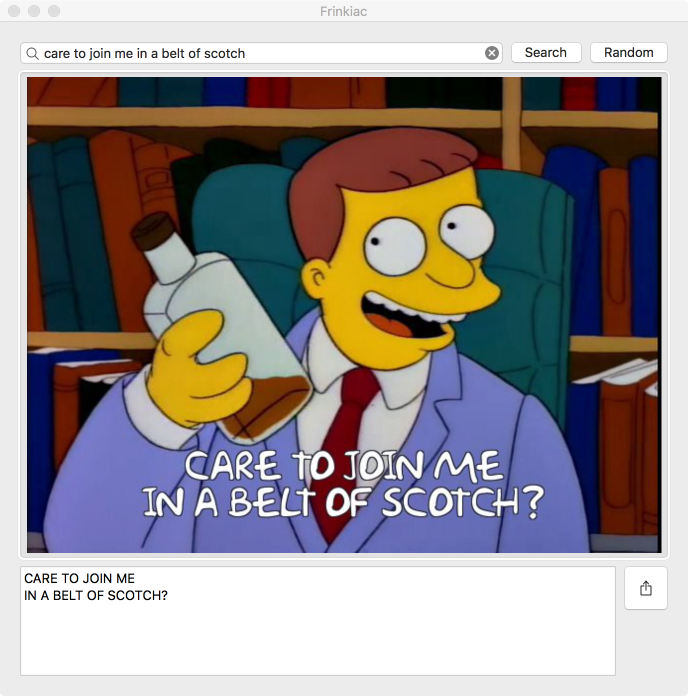 Frinkiac
care to join me in a belt of scotch
Search
Random
CARE TO JOIN ME
IN A BELT OF SCOTCH?
CARE TO JOIN ME
IN A BELT OF SCOTCH?